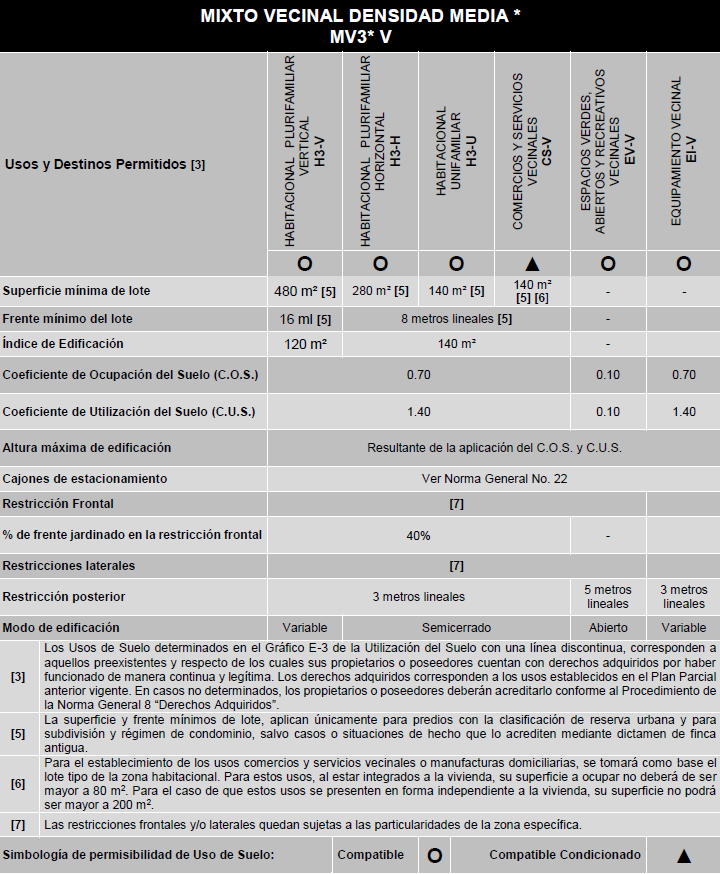 MIXTO VECINAL DENSIDAD MEDIA *
MV3* V
Usos y Destinos Permitidos [3]
HABITACIONAL PLURIFAMILIAR
VERTICAL
H3-V
HABITACIONAL PLURIFAMILIAR
HORIZONTAL
H3-H
HABITACIONAL
UNIFAMILIAR
H3-U
COMERCIOS Y SERVICIOS
VECINALES
CS-V
ESPACIOS VERDES,
ABIERTOS Y RECREATIVOS
VECINALES
EV-V
EQUIPAMIENTO VECINAL
EI-V
O O O ▲ O O
Superficie mínima de lote 480 m² [5] 280 m² [5] 140 m² [5] 140 m² - -
[5] [6]
Frente mínimo del lote 16 ml [5] 8 metros lineales [5] -
Índice de Edificación 120 m² 140 m² -
Coeficiente de Ocupación del Suelo (C.O.S.) 0.70 0.10 0.70
Coeficiente de Utilización del Suelo (C.U.S.) 1.40 0.10 1.40
Altura máxima de edificación Resultante de la aplicación del C.O.S. y C.U.S.
Cajones de estacionamiento Ver Norma General No. 22
Restricción Frontal [7]
% de frente jardinado en la restricción frontal 40% -
Restricciones laterales [7]
Restricción posterior 3 metros lineales 5 metros 3 metros
lineales lineales
Modo de edificación Variable Semicerrado Abierto Variable
[3] Los Usos de Suelo determinados en el Gráfico E-3 de la Utilización del Suelo con una línea discontinua, corresponden a
aquellos preexistentes y respecto de los cuales sus propietarios o poseedores cuentan con derechos adquiridos por haber
funcionado de manera continua y legítima. Los derechos adquiridos corresponden a los usos establecidos en el Plan Parcial
anterior vigente. En casos no determinados, los propietarios o poseedores deberán acreditarlo conforme al Procedimiento de
la Norma General 8 “Derechos Adquiridos”.
[5] La superficie y frente mínimos de lote, aplican únicamente para predios con la clasificación de reserva urbana y para
subdivisión y régimen de condominio, salvo casos o situaciones de hecho que lo acrediten mediante dictamen de finca
antigua.
[6] Para el establecimiento de los usos comercios y servicios vecinales o manufacturas domiciliarias, se tomará como base el
lote tipo de la zona habitacional. Para estos usos, al estar integrados a la vivienda, su superficie a ocupar no deberá de ser
mayor a 80 m². Para el caso de que estos usos se presenten en forma independiente a la vivienda, su superficie no podrá
ser mayor a 200 m².
[7] Las restricciones frontales y/o laterales quedan sujetas a las particularidades de la zona específica.
Simbología de permisibilidad de Uso de Suelo: Compatible O Compatible Condicionado ▲